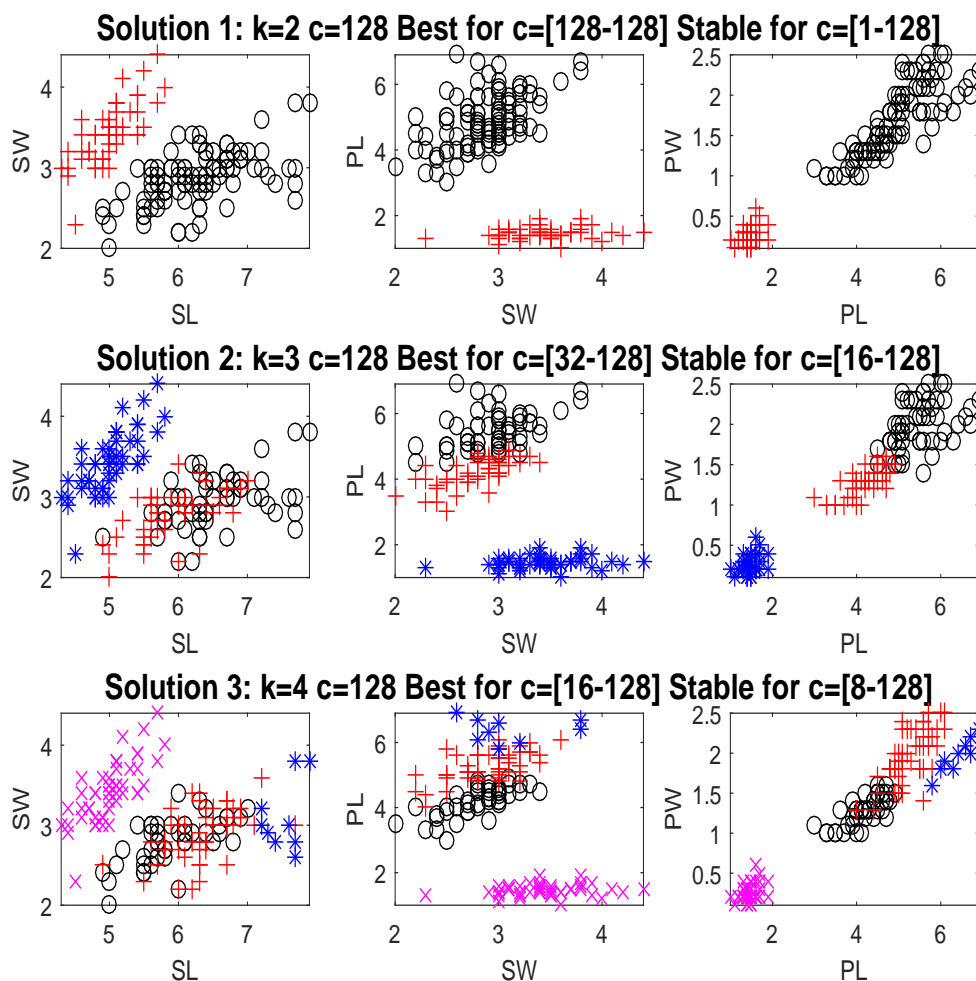 Solution 1: k=2 c=128 Best for c=[128-128] Stable for c=[1-128]
SW
4
3
2
5 6 7
SL
PL
6
4
2
2 3 4
SW
PW
2.5
2
1.5
1
0.5
2 4 6
PL
Solution 2: k=3 c=128 Best for c=[32-128] Stable for c=[16-128]
SW
4
3
2
5 6 7
SL
PL
6
4
2
2 3 4
SW
PW
2.5
2
1.5
1
0.5
2 4 6
PL
Solution 3: k=4 c=128 Best for c=[16-128] Stable for c=[8-128]
SW
4
3
2
5 6 7
SL
PL
6
4
2
2 3 4
SW
PW
2.5
2
1.5
1
0.5
2 4 6
PL